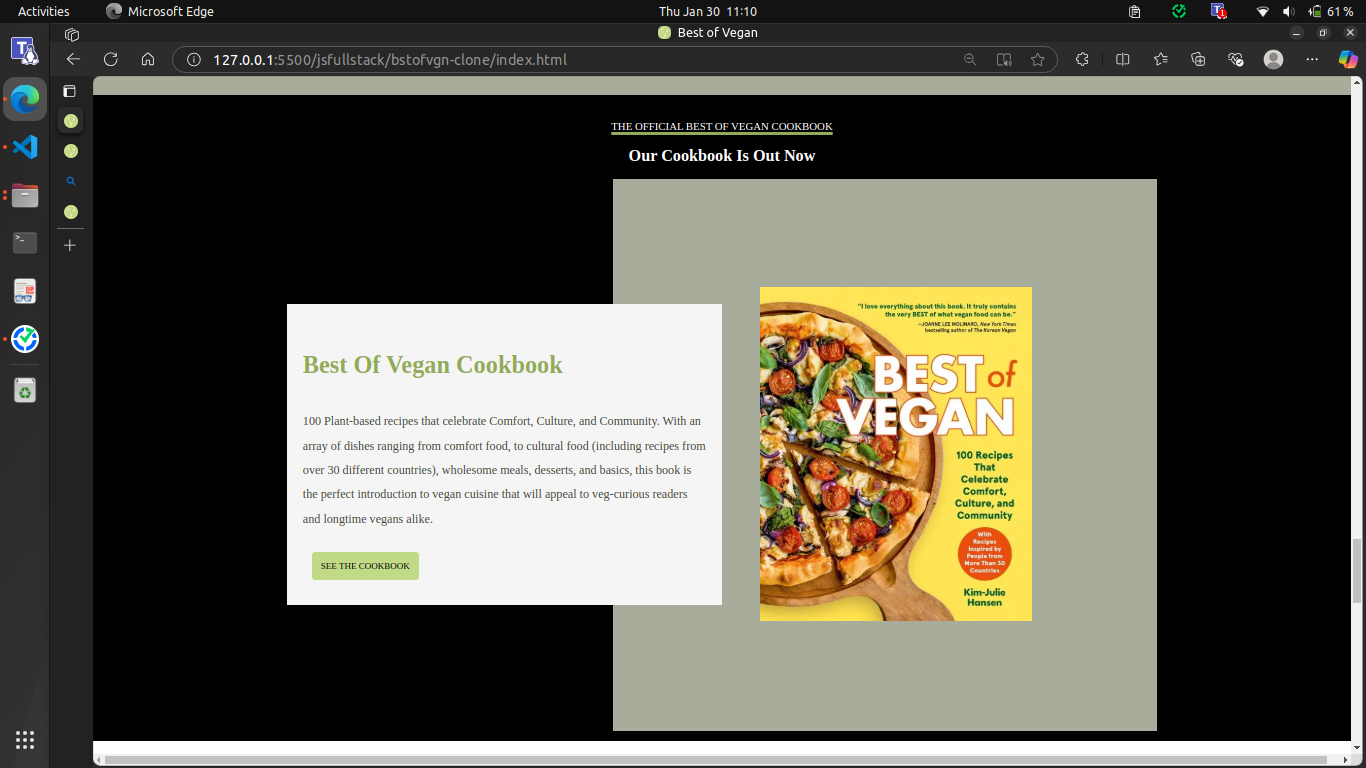 Activities
Microsoft Edge
Thu Jan 30 11:10
1
61 %
Best of Vegan
127.0.0.1:5500/jsfullstack/bstofvgn-clone/index.html
THE OFFICIAL BEST OF VEGAN COOKBOOK
Our Cookbook Is Out Now
Best Of Vegan Cookbook
100 Plant-based recipes that celebrate Comfort, Culture, and Community. With an
array of dishes ranging from comfort food, to cultural food (including recipes from
over 30 different countries), wholesome meals, desserts, and basics, this book is
the perfect introduction to vegan cuisine that will appeal to veg-curious readers
and longtime vegans alike.
SEE THE COOKBOOK
“I love everything about this book. It truly contains
the very BEST of what vegan food can be.”
—JOANNE LEE MOLINARO, New York Times
bestselling author of The Korean Vegan
BEST of
VEGAN
100 Recipes
That
Celebrate
Comfort,
Culture, and
Community
With
Recipes
Inspired by
People from
More Than 30
Countries
Kim-Julie
Hansen